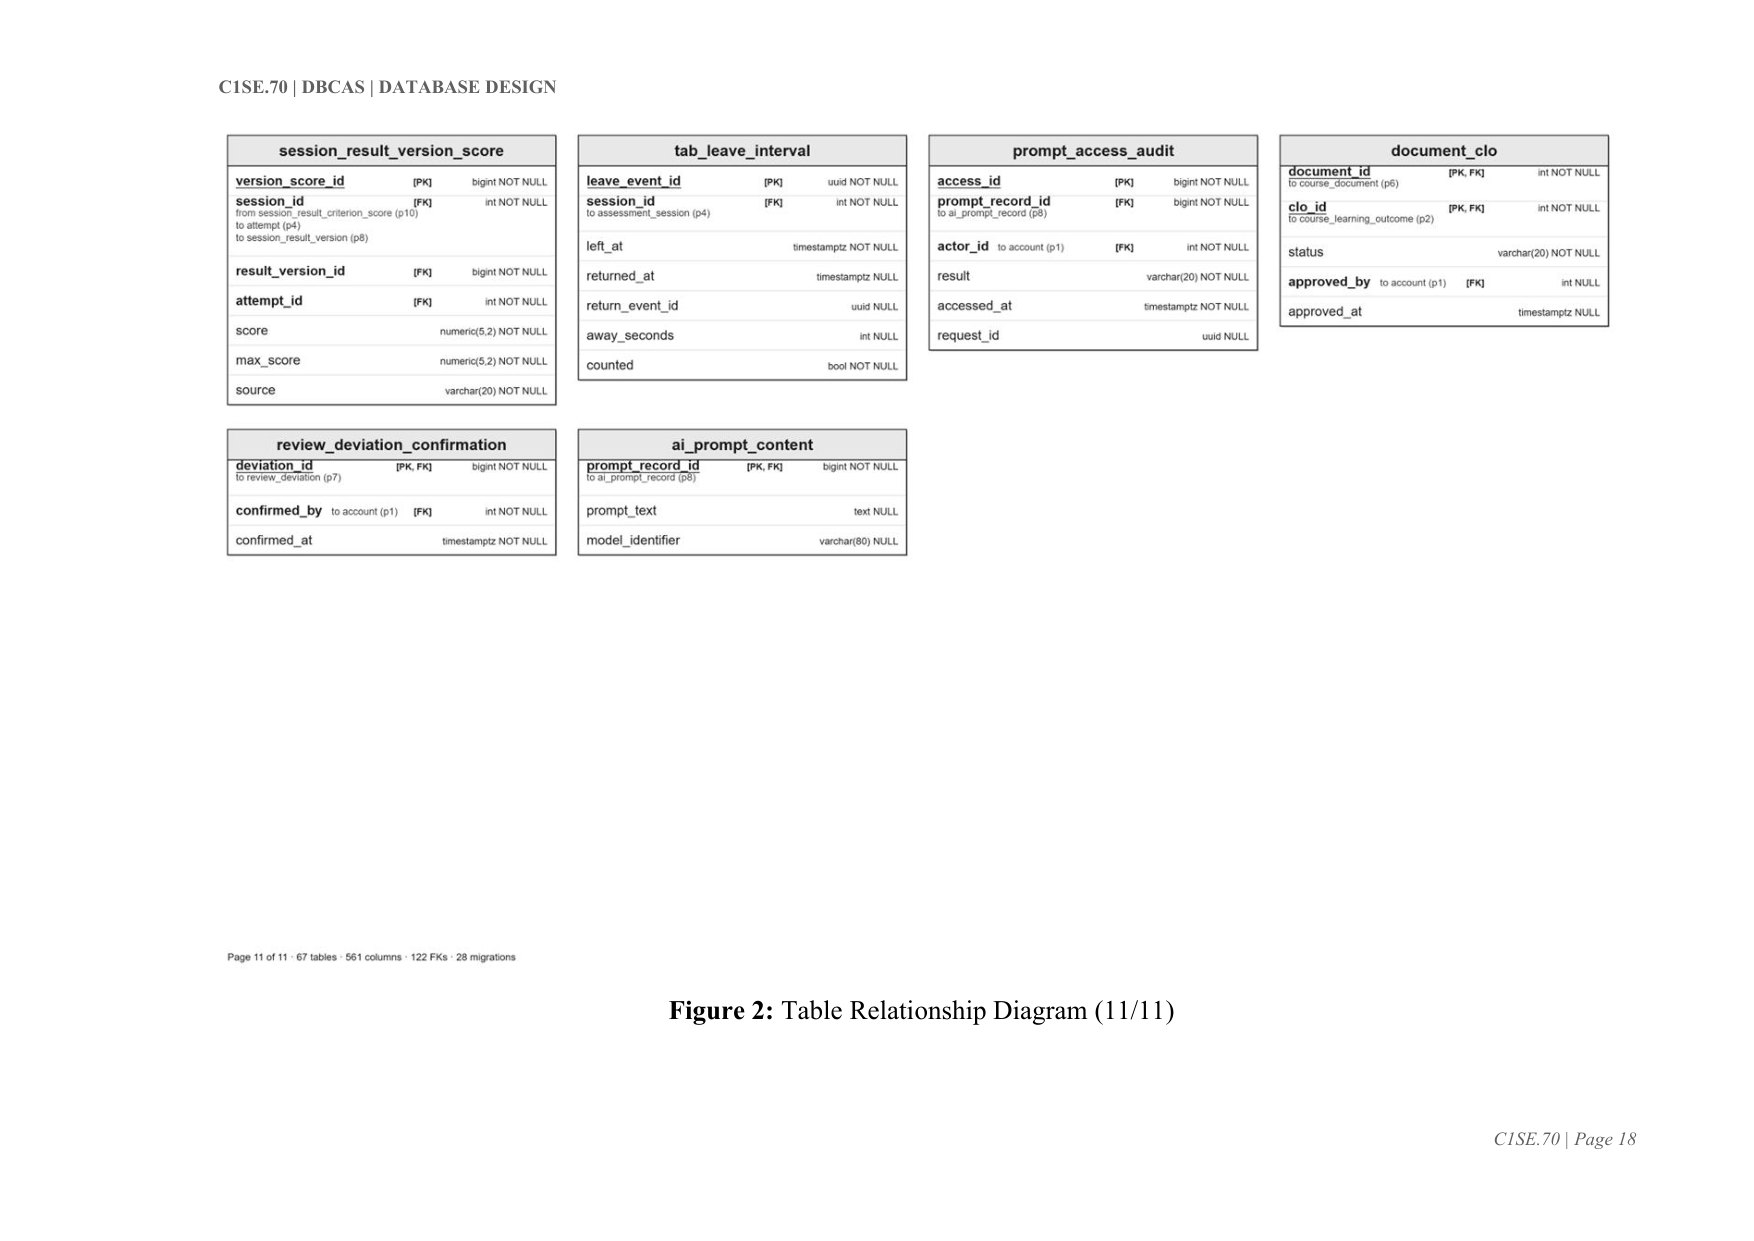 C1SE.70 | DBCAS | DATABASE DESIGN
session_result_version_score
version_score_id [PK] bigint NOT NULL
session_id [FK] int NOT NULL
from session_result_criterion_score (p10)
to attempt (p4)
to session_result_version (p8)
result_version_id [FK] bigint NOT NULL
attempt_id [FK] int NOT NULL
score numeric(5,2) NOT NULL
max_score numeric(5,2) NOT NULL
source varchar(20) NOT NULL
tab_leave_interval
leave_event_id [PK] uuid NOT NULL
session_id [FK] int NOT NULL
to assessment_session (p4)
left_at timestamptz NOT NULL
returned_at timestamptz NULL
return_event_id uuid NULL
away_seconds int NULL
counted bool NOT NULL
prompt_access_audit
access_id [PK] bigint NOT NULL
prompt_record_id [FK] bigint NOT NULL
to ai_prompt_record (p8)
actor_id to account (p1) [FK] int NOT NULL
result varchar(20) NOT NULL
accessed_at timestamptz NOT NULL
request_id uuid NULL
document_clo
document_id [PK, FK] int NOT NULL
to course_document (p6)
clo_id [PK, FK] int NOT NULL
to course_learning_outcome (p2)
status varchar(20) NOT NULL
approved_by to account (p1) [FK] int NULL
approved_at timestamptz NULL
review_deviation_confirmation
deviation_id [PK, FK] bigint NOT NULL
to review_deviation (p7)
confirmed_by to account (p1) [FK] int NOT NULL
confirmed_at timestamptz NOT NULL
ai_prompt_content
prompt_record_id [PK, FK] bigint NOT NULL
to ai_prompt_record (p8)
prompt_text text NULL
model_identifier varchar(80) NULL
Page 11 of 11 · 67 tables · 561 columns · 122 FKs · 28 migrations
Figure 2: Table Relationship Diagram (11/11)
C1SE.70 | Page 18